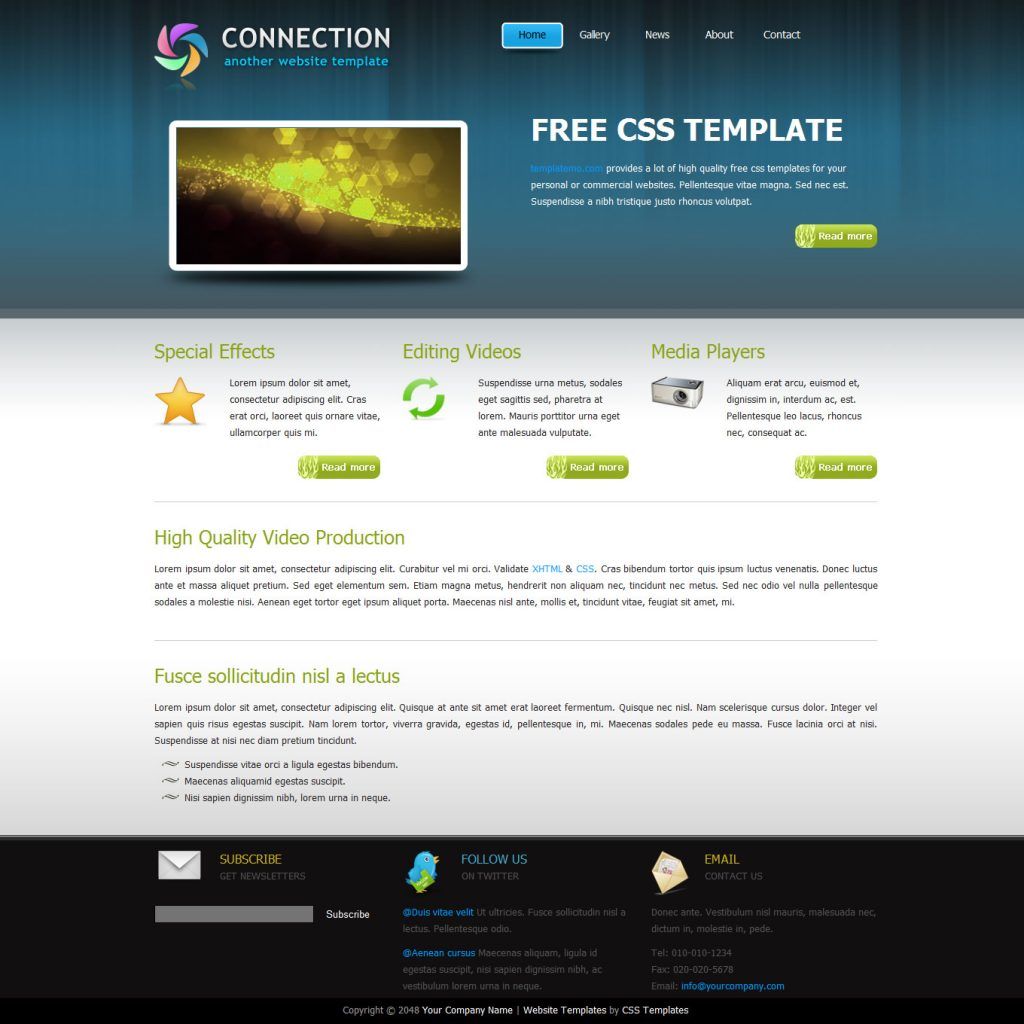 CONNECTION
another website template
Home Gallery News About Contact
FREE CSS TEMPLATE
templatemo.com provides a lot of high quality free css templates for your
personal or commercial websites. Pellentesque vitae magna. Sed nec est.
Suspendisse a nibh tristique justo rhoncus volutpat.
Read more
Special Effects
Lorem ipsum dolor sit amet,
consectetur adipiscing elit. Cras
erat orci, laoreet quis ornare vitae,
ullamcorper quis mi.
Read more
Editing Videos
Suspendisse urna metus, sodales
eget sagittis sed, pharetra at
lorem. Mauris porttitor urna eget
ante malesuada vulputate.
Read more
Media Players
Aliquam erat arcu, euismod et,
dignissim in, interdum ac, est.
Pellentesque leo lacus, rhoncus
nec, consequat ac.
Read more
High Quality Video Production
Lorem ipsum dolor sit amet, consectetur adipiscing elit. Curabitur vel mi orci. Validate XHTML & CSS. Cras bibendum tortor quis ipsum luctus venenatis. Donec luctus
ante et massa aliquet pretium. Sed eget elementum sem. Etiam magna metus, hendrerit non aliquam nec, tincidunt nec metus. Sed nec odio vel nulla pellentesque
sodales a molestie nisi. Aenean eget tortor eget ipsum aliquet porta. Maecenas nisl ante, mollis et, tincidunt vitae, feugiat sit amet, mi.
Fusce sollicitudin nisl a lectus
Lorem ipsum dolor sit amet, consectetur adipiscing elit. Quisque at ante sit amet erat laoreet fermentum. Quisque nec nisl. Nam scelerisque cursus dolor. Integer vel
sapien quis risus egestas suscipit. Nam lorem tortor, viverra gravida, egestas id, pellentesque in, mi. Maecenas sodales pede eu massa. Fusce lacinia orci at nisi.
Suspendisse at nisi nec diam pretium tincidunt.
Suspendisse vitae orci a ligula egestas bibendum.
Maecenas aliquamid egestas suscipit.
Nisi sapien dignissim nibh, lorem urna in neque.
SUBSCRIBE
GET NEWSLETTERS
Subscribe
FOLLOW US
ON TWITTER
@Duis vitae velit Ut ultricies. Fusce sollicitudin nisl a
lectus. Pellentesque odio.
@Aenean cursus Maecenas aliquam, ligula id
egestas suscipit, nisi sapien dignissim nibh, ac
vestibulum lorem urna in neque.
EMAIL
CONTACT US
Donec ante. Vestibulum nisl mauris, malesuada nec,
dictum in, molestie in, pede.
Tel: 010-010-1234
Fax: 020-020-5678
Email: info@yourcompany.com
Copyright © 2048 Your Company Name | Website Templates by CSS Templates